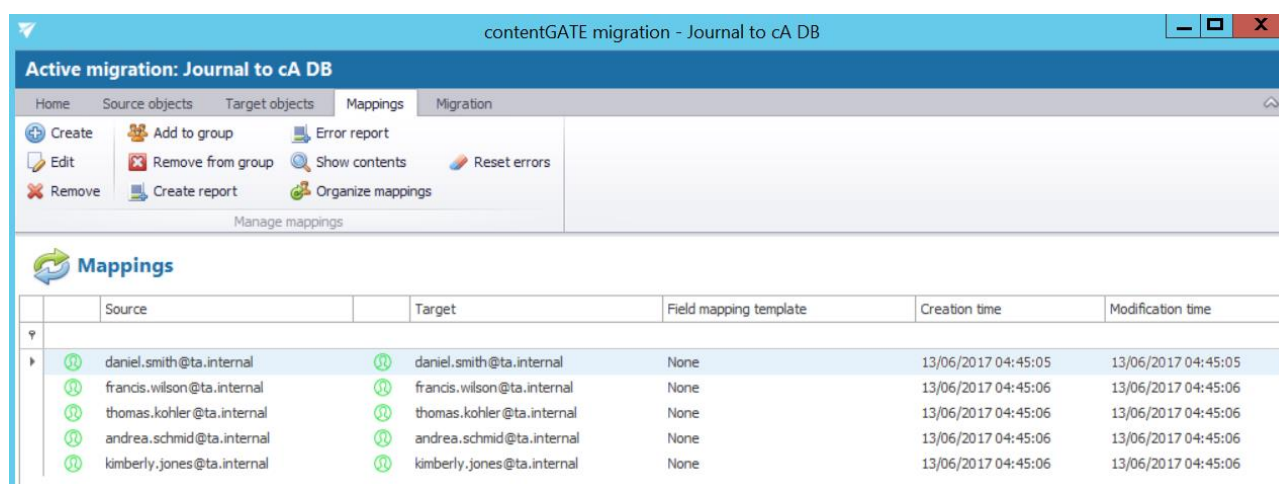 contentGATE migration - Journal to cA DB
Active migration: Journal to cA DB
Home Source objects Target objects Mappings Migration
Create Add to group Error report
Edit Remove from group Show contents Reset errors
Remove Create report Organize mappings
Manage mappings
Mappings
Source Target Field mapping template Creation time Modification time
daniel.smith@ta.internal daniel.smith@ta.internal None 13/06/2017 04:45:05 13/06/2017 04:45:05
francis.wilson@ta.internal francis.wilson@ta.internal None 13/06/2017 04:45:06 13/06/2017 04:45:06
thomas.kohler@ta.internal thomas.kohler@ta.internal None 13/06/2017 04:45:06 13/06/2017 04:45:06
andrea.schmid@ta.internal andrea.schmid@ta.internal None 13/06/2017 04:45:06 13/06/2017 04:45:06
kimberly.jones@ta.internal kimberly.jones@ta.internal None 13/06/2017 04:45:06 13/06/2017 04:45:06